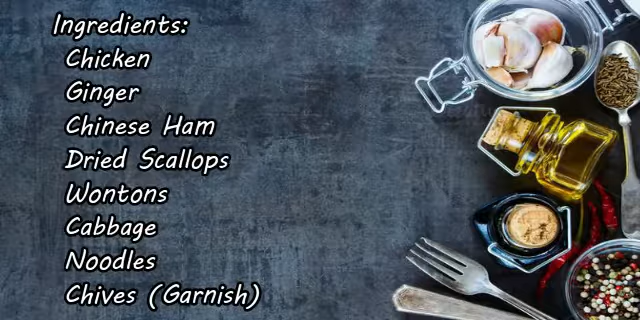 Ingredients:
Chicken
Ginger
Chinese Ham
Dried Scallops
Wontons
Cabbage
Noodles
Chives (Garnish)